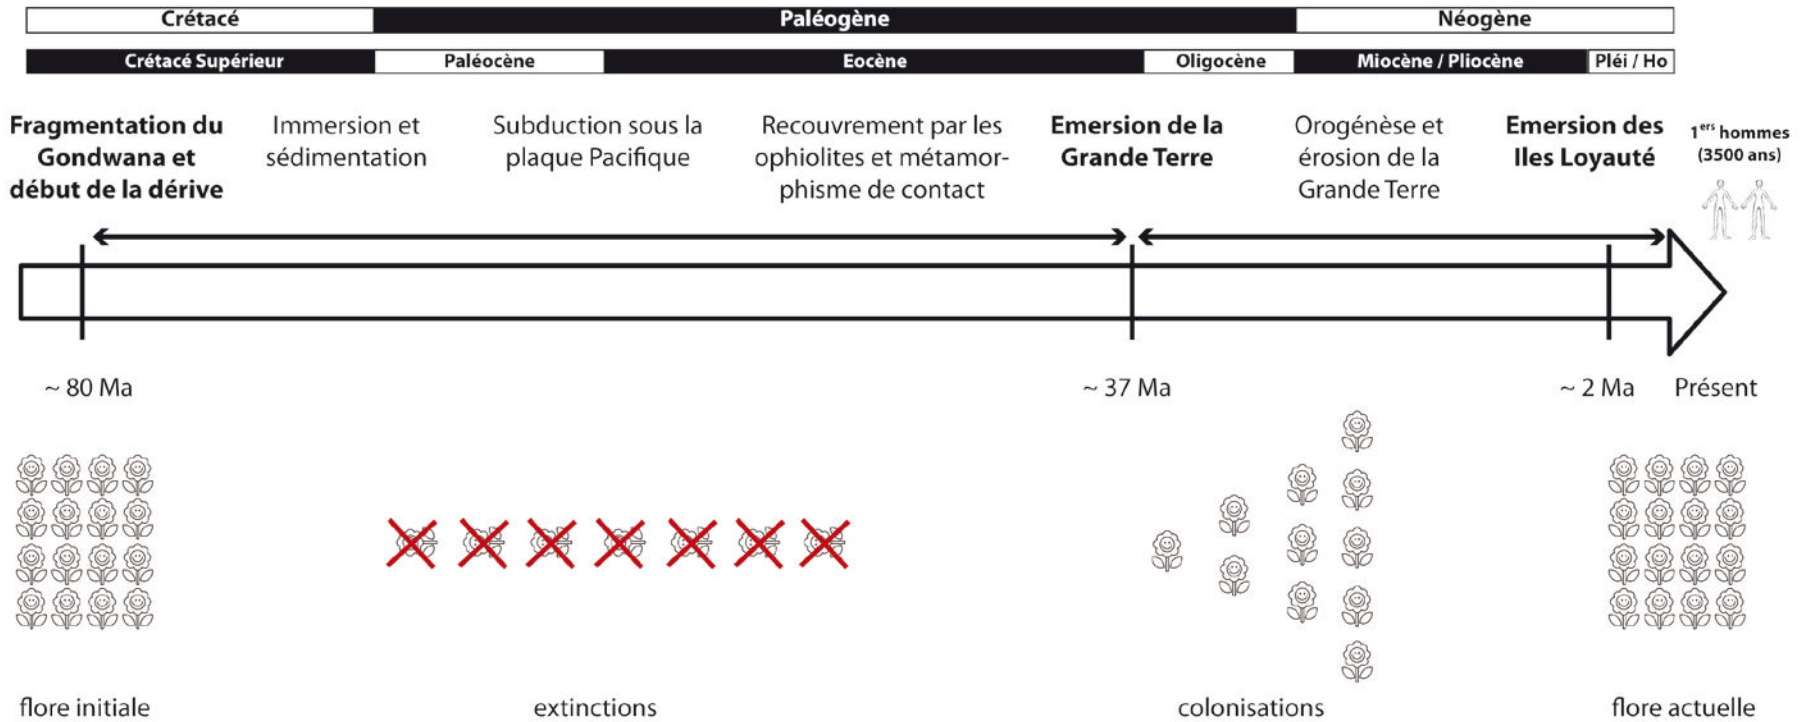 Crétacé
Paléogène
Néogène
Crétacé Supérieur
Paléocène
Eocène
Oligocène
Miocène / Pliocène
Pléi / Ho
Fragmentation du
Gondwana et
début de la dérive
Immersion et
sédimentation
Subduction sous la
plaque Pacifique
Recouvrement par les
ophiolites et métamor-
phisme de contact
Emersion de la
Grande Terre
Orogénèse et
érosion de la
Grande Terre
Emersion des
Iles Loyauté
1ers hommes
(3500 ans)
~ 80 Ma
~ 37 Ma
~ 2 Ma
Présent
flore initiale
extinctions
colonisations
flore actuelle